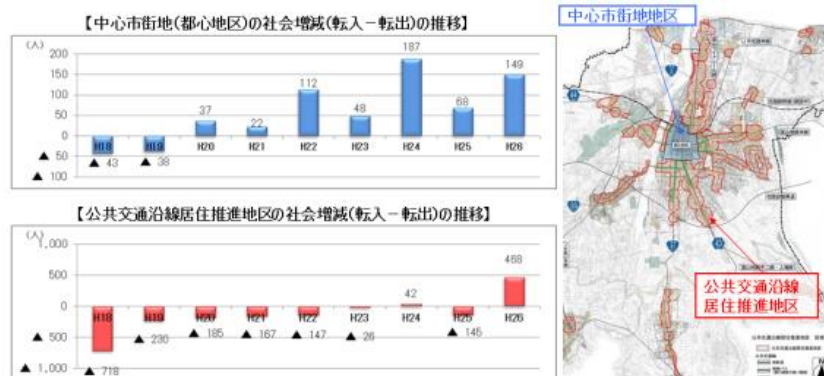 【中心市街地(都心地区)の社会増減(転入－転出)の推移】
(人)
200
150
100
50
0
▲ 50
▲ 100
H18 H19 H20 H21 H22 H23 H24 H25 H26
▲ 43 ▲ 38 37 22 112 48 187 68 149
【公共交通沿線居住推進地区の社会増減(転入－転出)の推移】
(人)
1,000
500
0
▲ 500
▲ 1,000
H18 H19 H20 H21 H22 H23 H24 H25 H26
▲ 718 ▲ 230 ▲ 185 ▲ 167 ▲ 147 ▲ 26 42 ▲ 145 468
中心市街地地区
公共交通沿線
居住推進地区